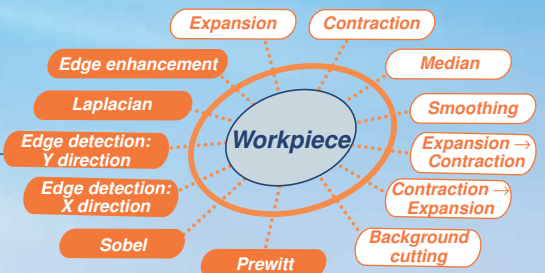 Expansion
Contraction
Edge enhancement
Median
Laplacian
Smoothing
Workpiece
Edge detection:
Y direction
Expansion →
Contraction
Edge detection:
X direction
Contraction →
Expansion
Sobel
Background
cutting
Prewitt